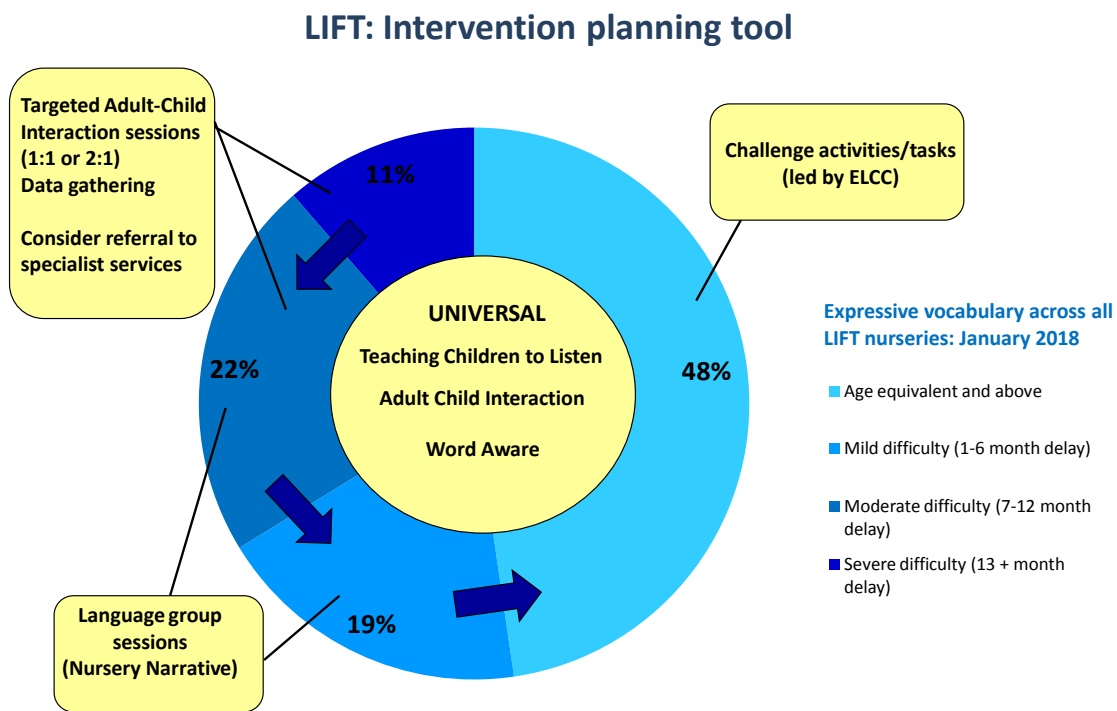 LIFT: Intervention planning tool
Targeted Adult-Child
Interaction sessions
(1:1 or 2:1)
Data gathering
Consider referral to
specialist services
11%
Challenge activities/tasks
(led by ELCC)
UNIVERSAL
Teaching Children to Listen
Adult Child Interaction
Word Aware
22%
48%
19%
Language group
sessions
(Nursery Narrative)
Expressive vocabulary across all
LIFT nurseries: January 2018
Age equivalent and above
Mild difficulty (1-6 month delay)
Moderate difficulty (7-12 month
delay)
Severe difficulty (13 + month
delay)